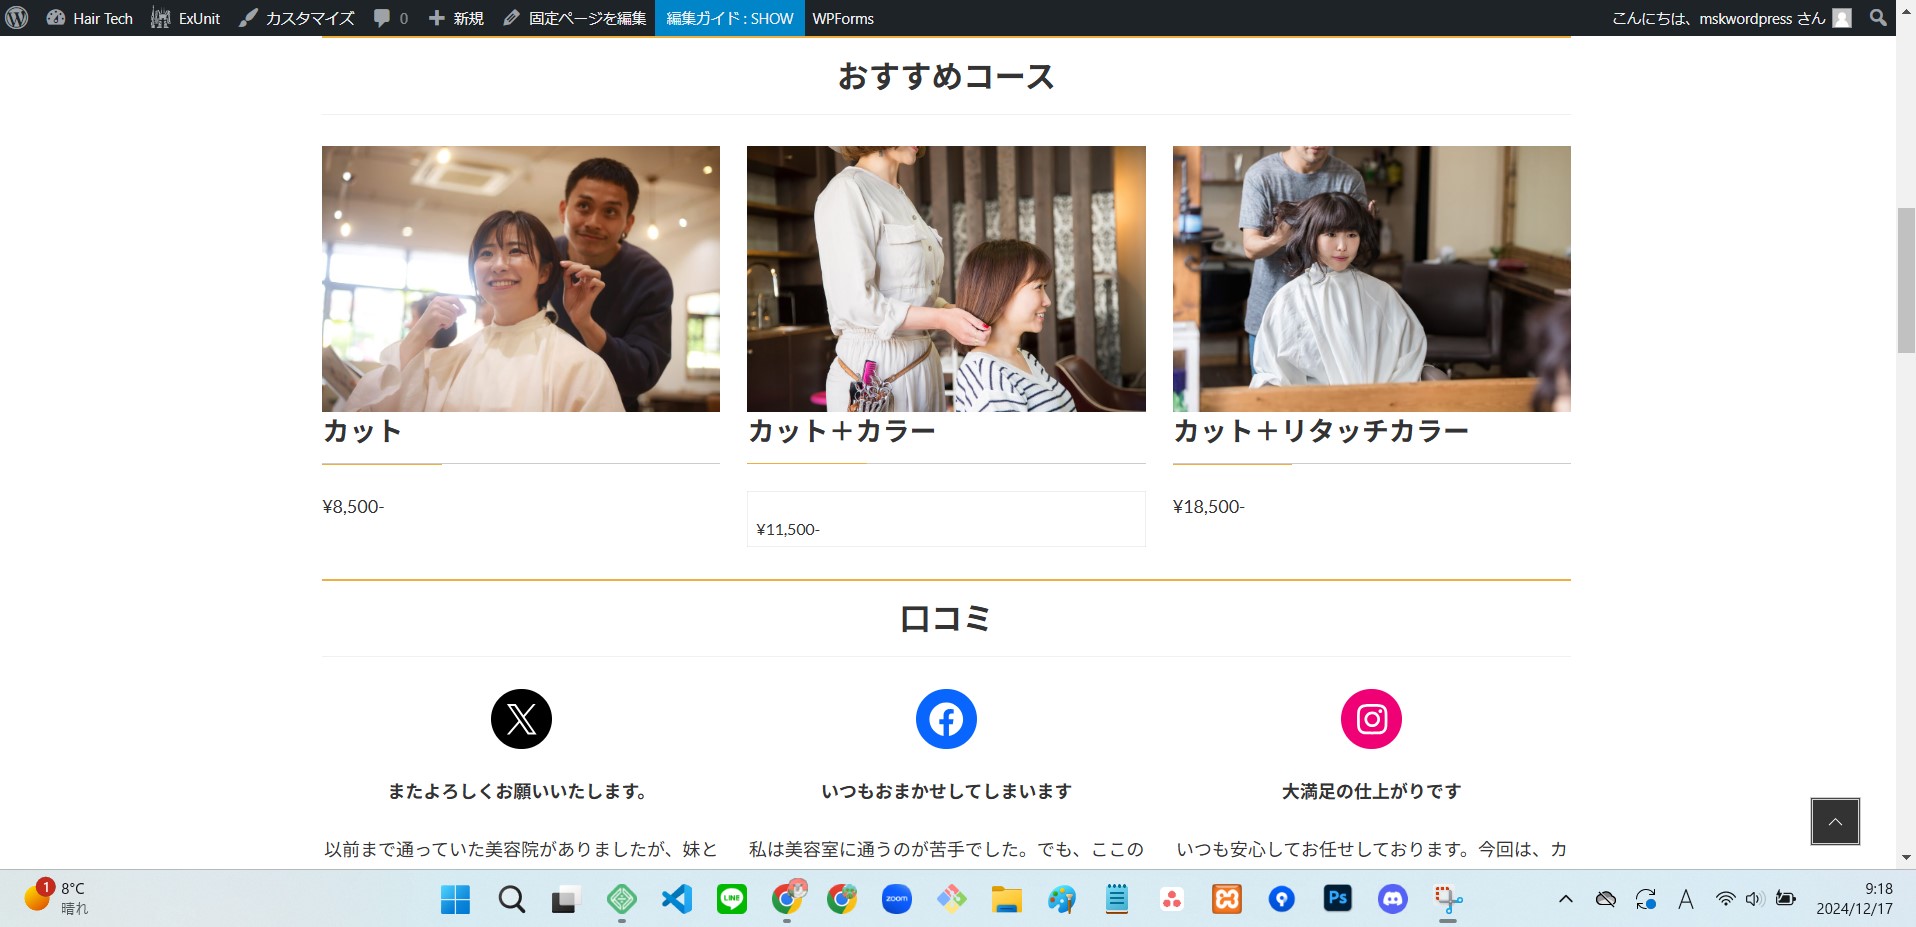 Hair Tech ExUnit カスタマイズ 0 新規 固定ページを編集 編集ガイド : SHOW WPForms こんにちは、mskwordpress さん
おすすめコース
カット カット＋カラー カット＋リタッチカラー
¥8,500- ¥11,500- ¥18,500-
口コミ
またよろしくお願いいたします。 いつもおまかせしてしまいます 大満足の仕上がりです
以前まで通っていた美容院がありましたが、妹と 私は美容室に通うのが苦手でした。でも、ここの いつも安心してお任せしております。今回は、カ
1 8°C
晴れ
LINE zoom Ps A
9:18
2024/12/17